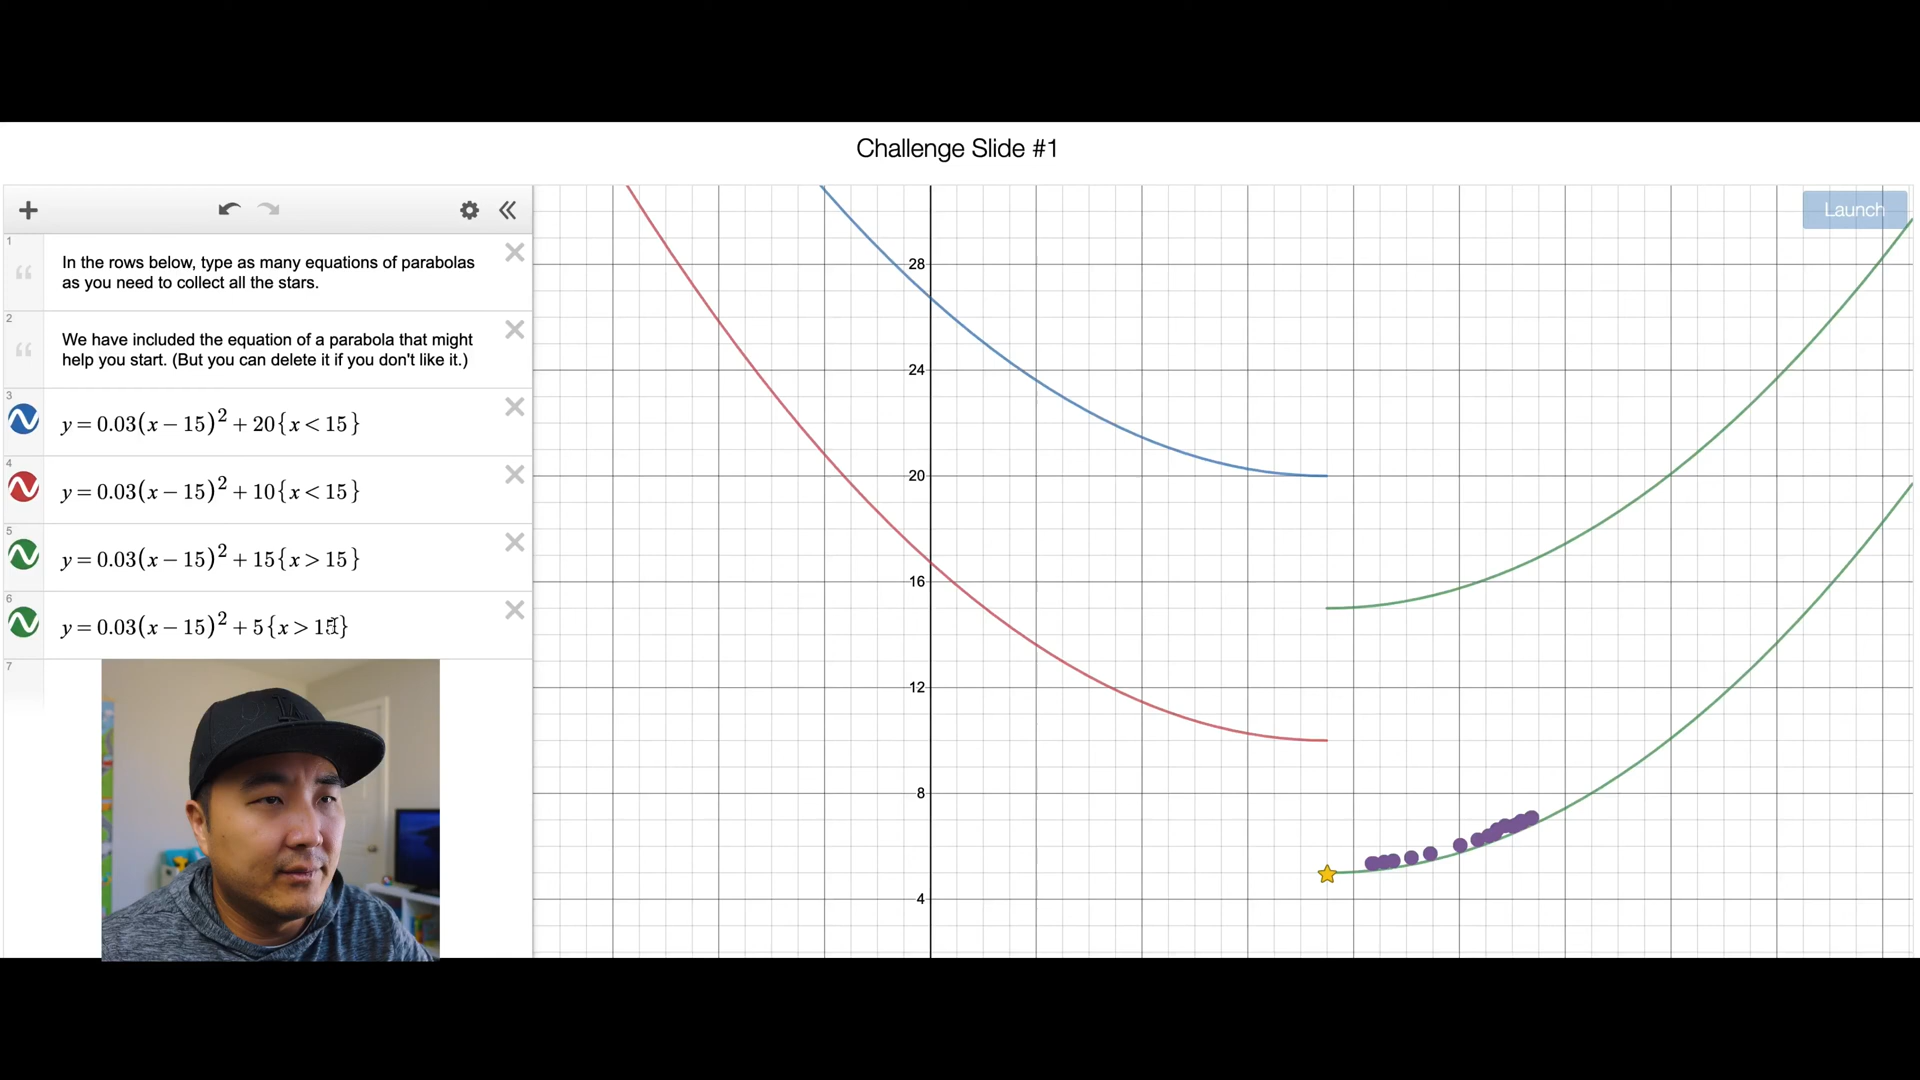 Challenge Slide #1
Launch
1
In the rows below, type as many equations of parabolas
as you need to collect all the stars.
2
We have included the equation of a parabola that might
help you start. (But you can delete it if you don't like it.)
3
y = 0.03(x − 15)² + 20{x < 15}
4
y = 0.03(x − 15)² + 10{x < 15}
5
y = 0.03(x − 15)² + 15{x > 15}
6
y = 0.03(x − 15)² + 5{x > 15}
7
28
24
20
16
12
8
4
LA